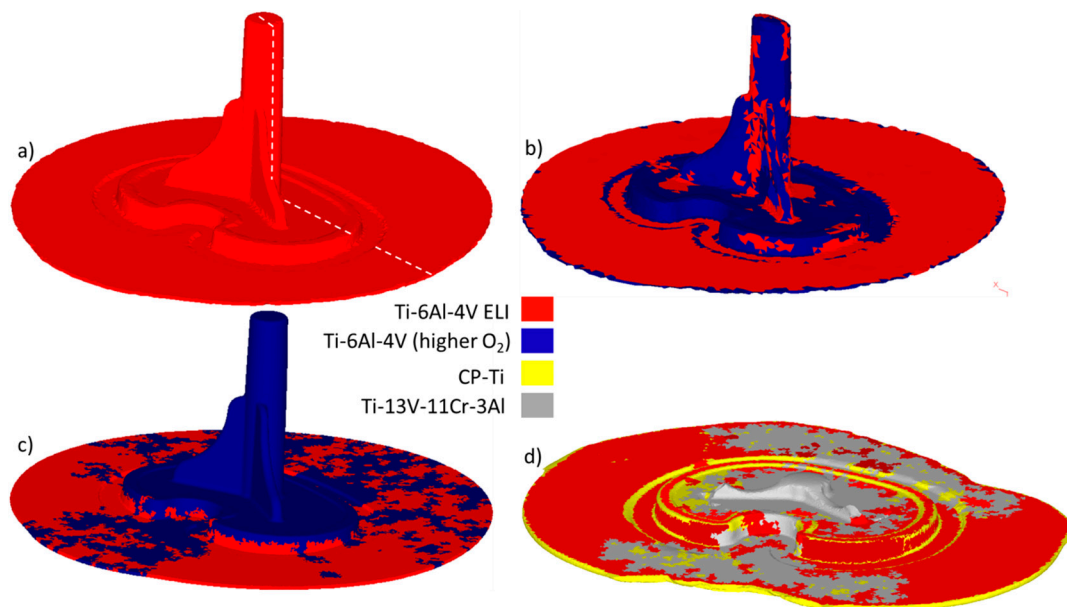 a)
b)
x
Ti-6Al-4V ELI
Ti-6Al-4V (higher O₂)
CP-Ti
Ti-13V-11Cr-3Al
c)
d)